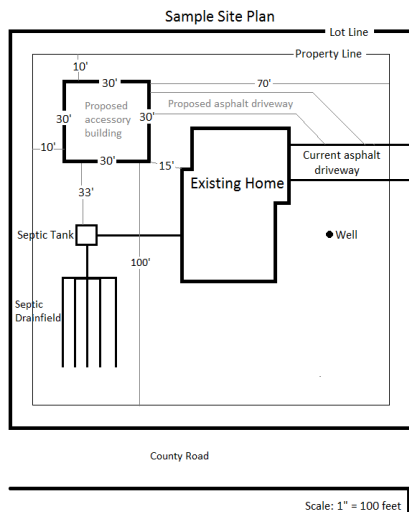 Sample Site Plan
Lot Line
Property Line
10'
30'
70'
Proposed
accessory
building
Proposed asphalt driveway
30'
30'
10'
30'
15'
Current asphalt
driveway
Existing Home
33'
Septic Tank
Well
100'
Septic
Drainfield
County Road
Scale: 1" = 100 feet